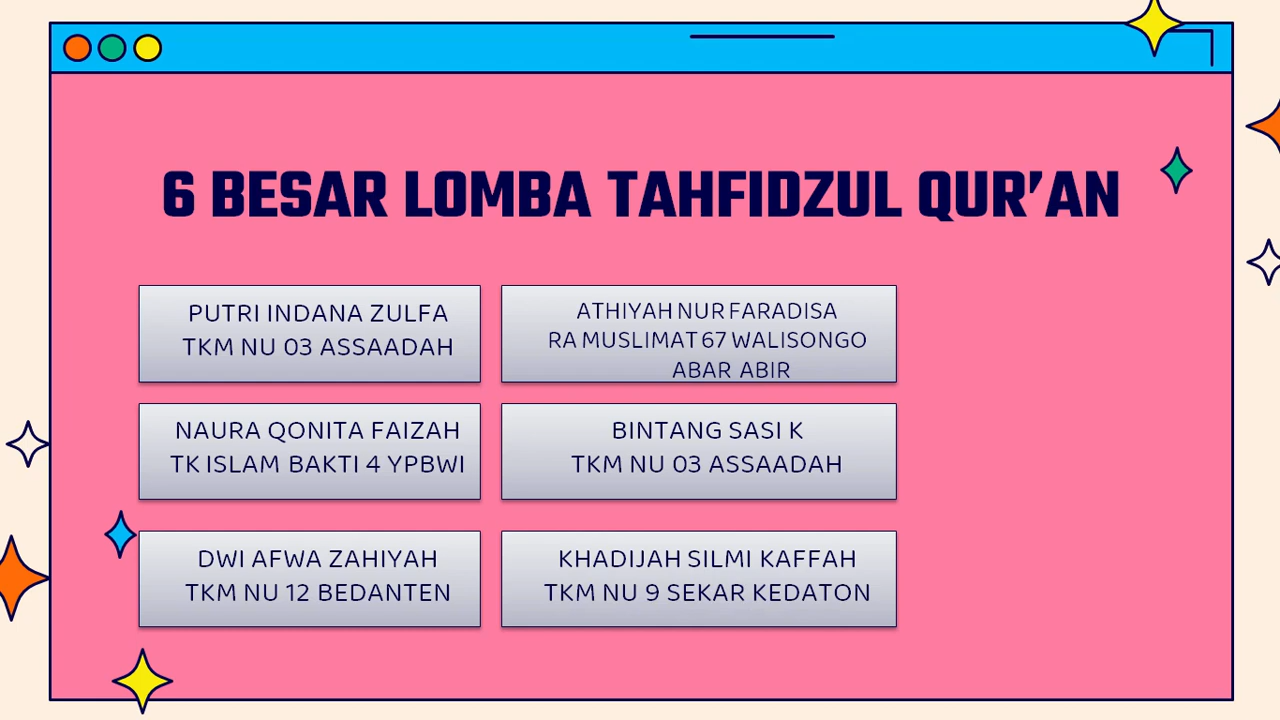 6 BESAR LOMBA TAHFIDZUL QUR’AN
PUTRI INDANA ZULFA
TKM NU 03 ASSAADAH
ATHIYAH NUR FARADISA
RA MUSLIMAT 67 WALISONGO
ABAR ABIR
NAURA QONITA FAIZAH
TK ISLAM BAKTI 4 YPBWI
BINTANG SASI K
TKM NU 03 ASSAADAH
DWI AFWA ZAHIYAH
TKM NU 12 BEDANTEN
KHADIJAH SILMI KAFFAH
TKM NU 9 SEKAR KEDATON